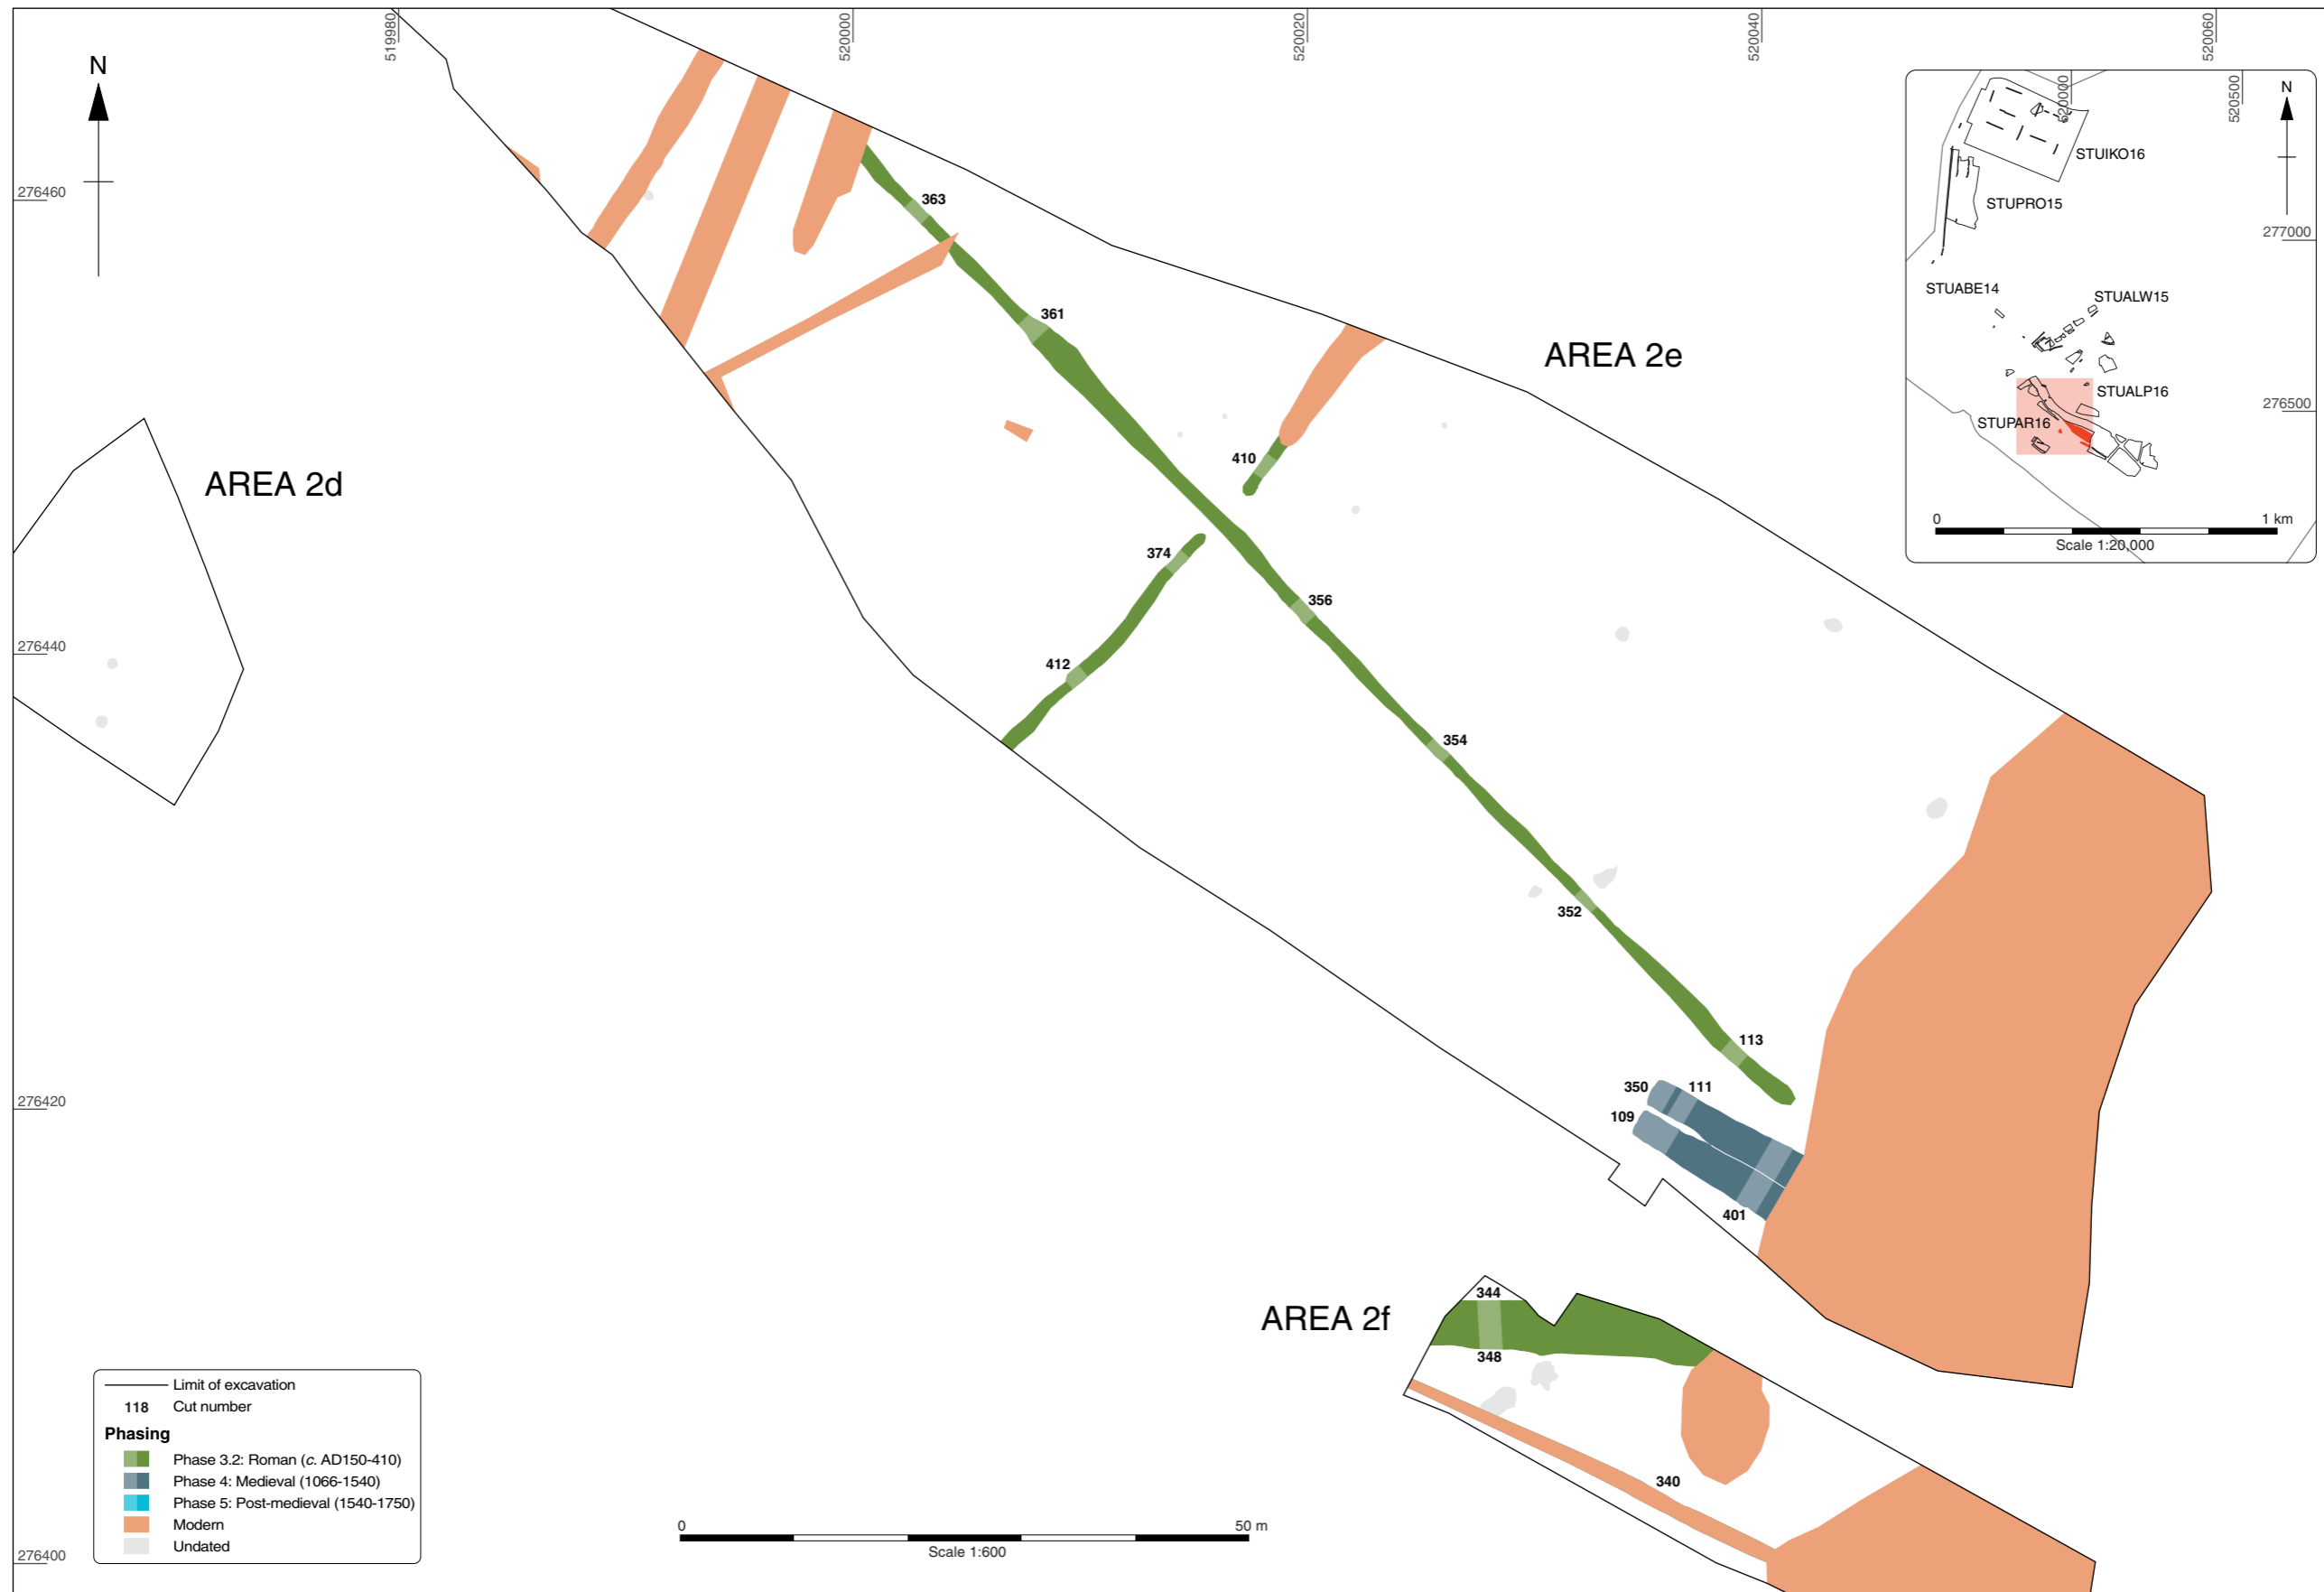 519980
520000
520020
520040
520060
N
276460
276440
276420
276400
AREA 2d
AREA 2e
AREA 2f
363
361
410
374
412
356
354
352
113
350
111
109
401
344
348
340
520000
520500
N
277000
276500
STUIKO16
STUPRO15
STUABE14
STUALW15
STUALP16
STUPAR16
0 1 km
Scale 1:20,000
Limit of excavation
118 Cut number
Phasing
Phase 3.2: Roman (c. AD150-410)
Phase 4: Medieval (1066-1540)
Phase 5: Post-medieval (1540-1750)
Modern
Undated
0 50 m
Scale 1:600